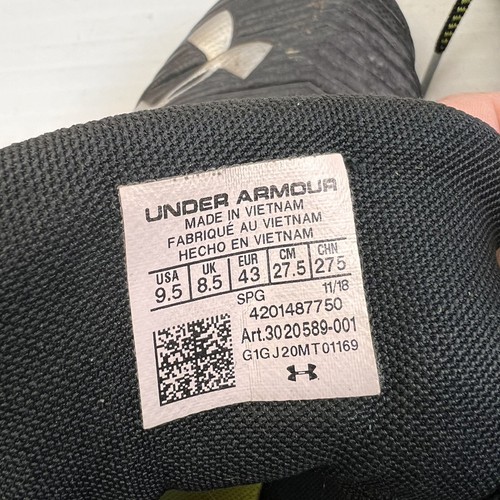 UNDER ARMOUR
MADE IN VIETNAM
FABRIQUÉ AU VIETNAM
HECHO EN VIETNAM
USA UK EUR CM CHN
9.5 8.5 43 27.5 275
SPG 11/18
4201487750
Art.3020589-001
G1GJ20MT01169